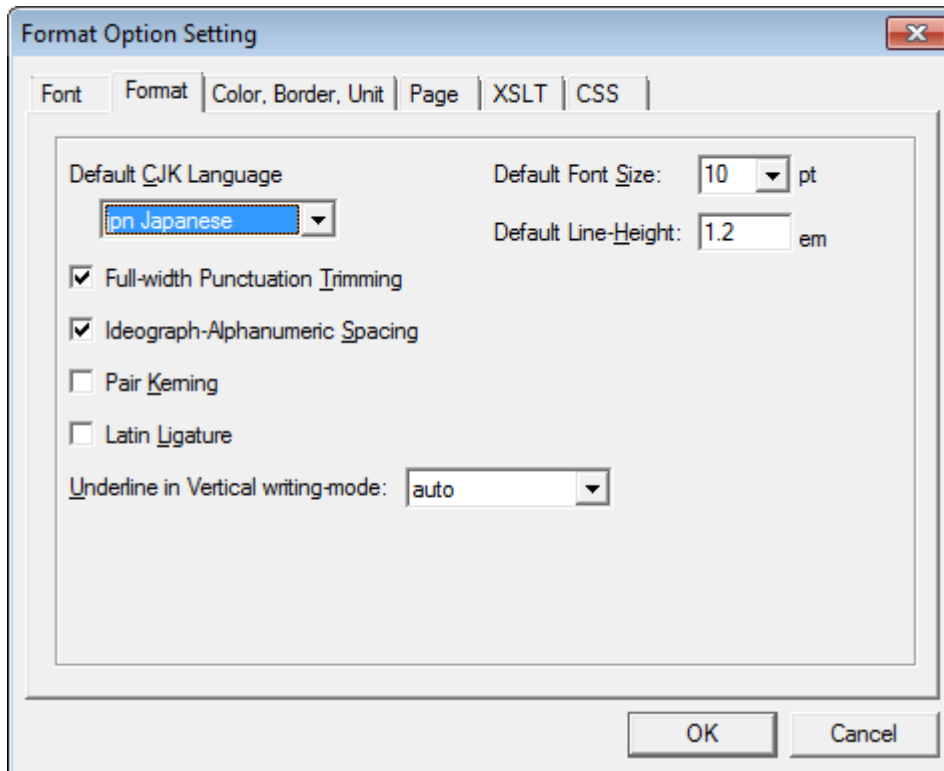 Format Option Setting
Font Format Color, Border, Unit Page XSLT CSS
Default CJK Language
jpn Japanese
Default Font Size: 10 pt
Default Line-Height: 1.2 em
Full-width Punctuation Trimming
Ideograph-Alphanumeric Spacing
Pair Kerning
Latin Ligature
Underline in Vertical writing-mode: auto
OK Cancel